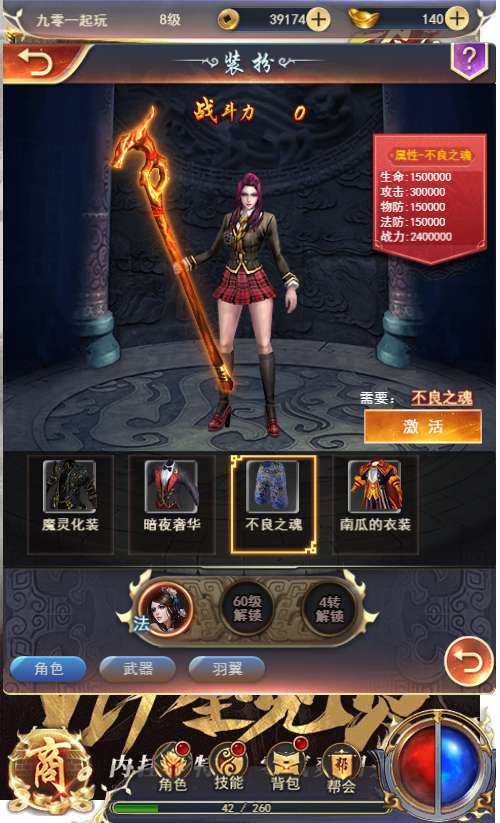 九零一起玩 8级 39174 140
装扮
?
战斗力 0
属性-不良之魂
生命:1500000
攻击:300000
物防:150000
法防:150000
战力:2400000
需要: 不良之魂
激活
魔灵化装 暗夜奢华 不良之魂 南瓜的衣装
法
60级
解锁
4转
解锁
角色 武器 羽翼
商
角色 技能 背包 帮会
帮
42 / 260